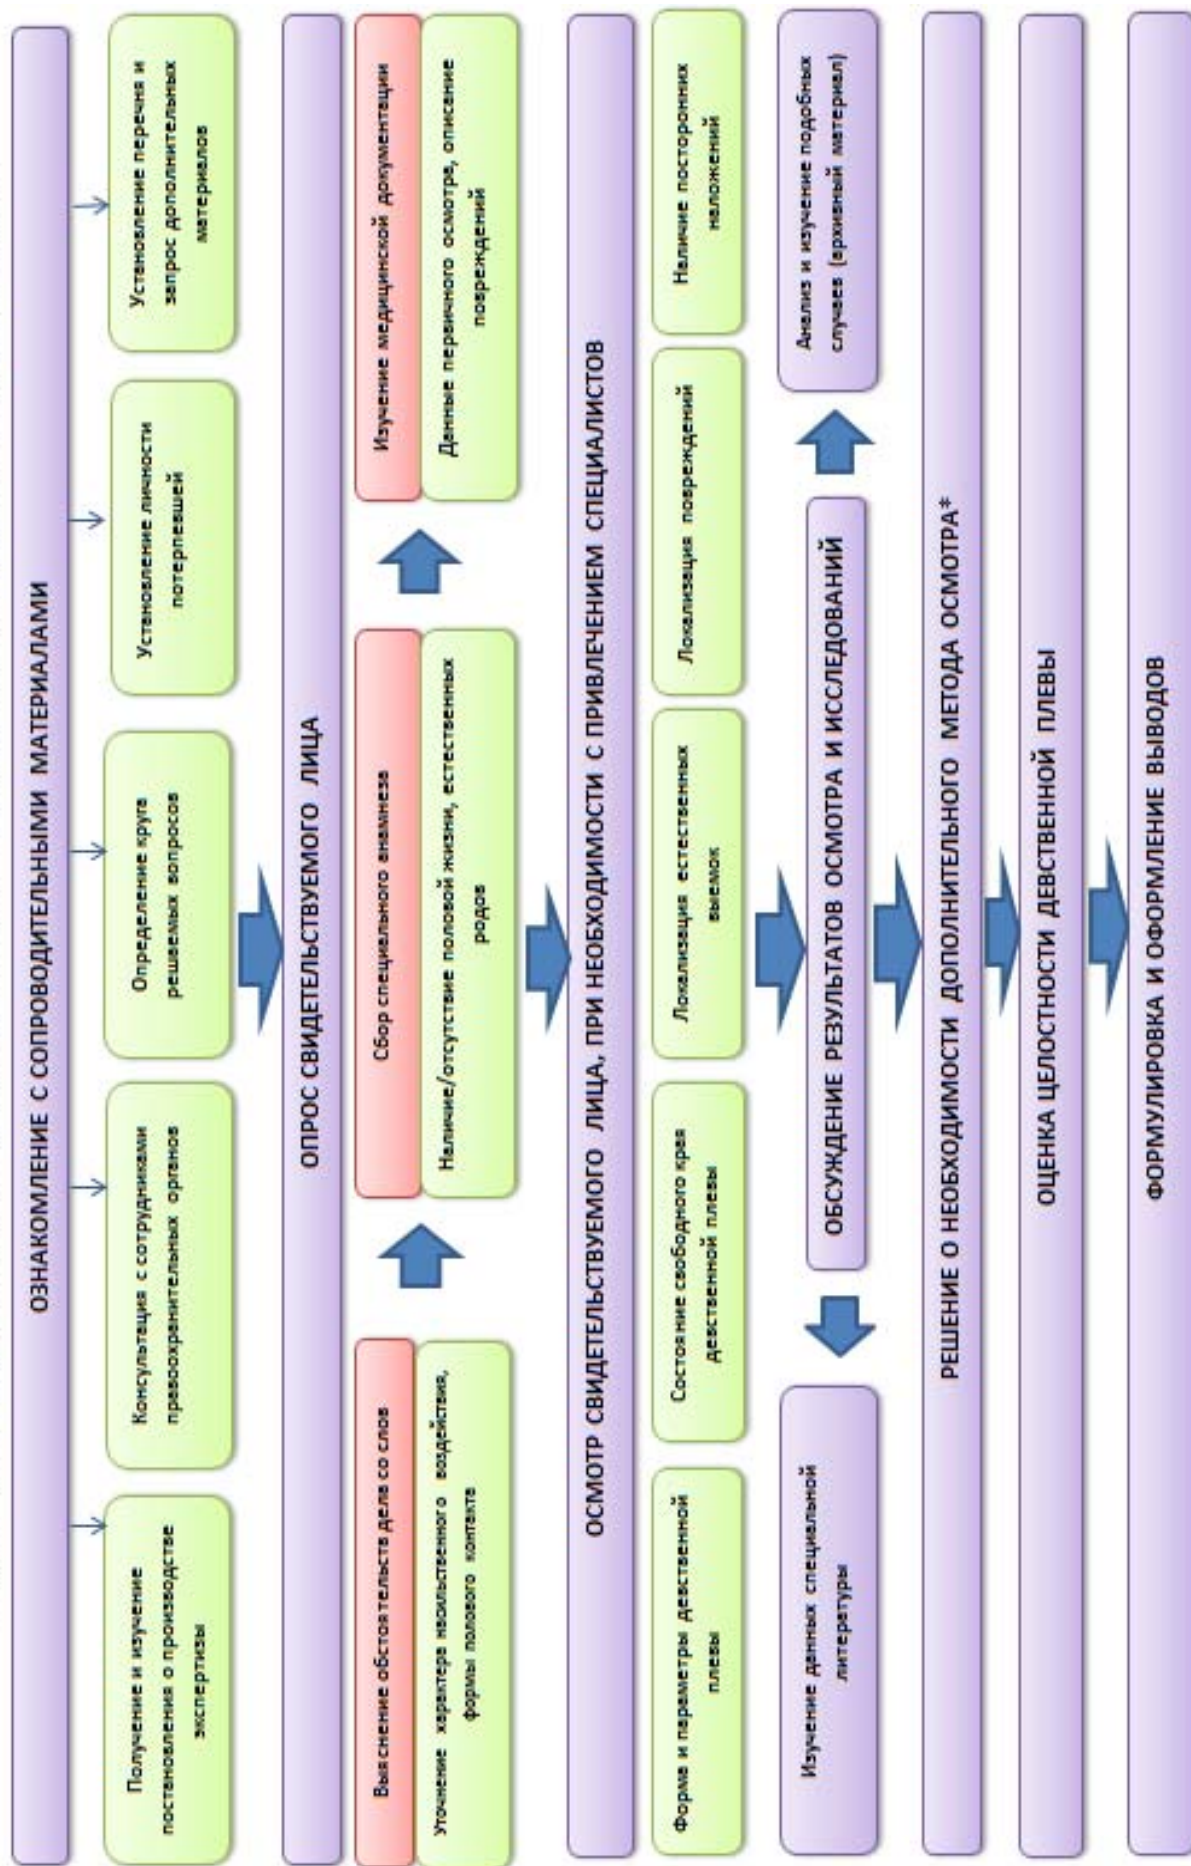 ОЗНАКОМЛЕНИЕ С СОПРОВОДИТЕЛЬНЫМИ МАТЕРИАЛАМИ
Получение и изучение
постановления о производстве
экспертизы
Консультация с сотрудниками
правоохранительных органов
Определение круга
решаемых вопросов
Установление личности
потерпевшей
Установление перечня и
запрос дополнительных
материалов
ОПРОС СВИДЕТЕЛЬСТВУЕМОГО ЛИЦА
Выяснение обстоятельств дела со слов
Уточнение характера насильственного воздействия,
формы полового контакта
Сбор специального анамнеза
Наличие/отсутствие половой жизни, естественных
родов
Изучение медицинской документации
Данные первичного осмотра, описание
повреждений
ОСМОТР СВИДЕТЕЛЬСТВУЕМОГО ЛИЦА, ПРИ НЕОБХОДИМОСТИ С ПРИВЛЕЧЕНИЕМ СПЕЦИАЛИСТОВ
Форма и параметры девственной
плевы
Состояние свободного края
девственной плевы
Локализация естественных
выемок
Локализация повреждений
Наличие посторонних
наложений
Изучение данных специальной
литературы
ОБСУЖДЕНИЕ РЕЗУЛЬТАТОВ ОСМОТРА И ИССЛЕДОВАНИЙ
Анализ и изучение подобных
случаев (архивный материал)
РЕШЕНИЕ О НЕОБХОДИМОСТИ ДОПОЛНИТЕЛЬНОГО МЕТОДА ОСМОТРА*
ОЦЕНКА ЦЕЛОСТНОСТИ ДЕВСТВЕННОЙ ПЛЕВЫ
ФОРМУЛИРОВКА И ОФОРМЛЕНИЕ ВЫВОДОВ